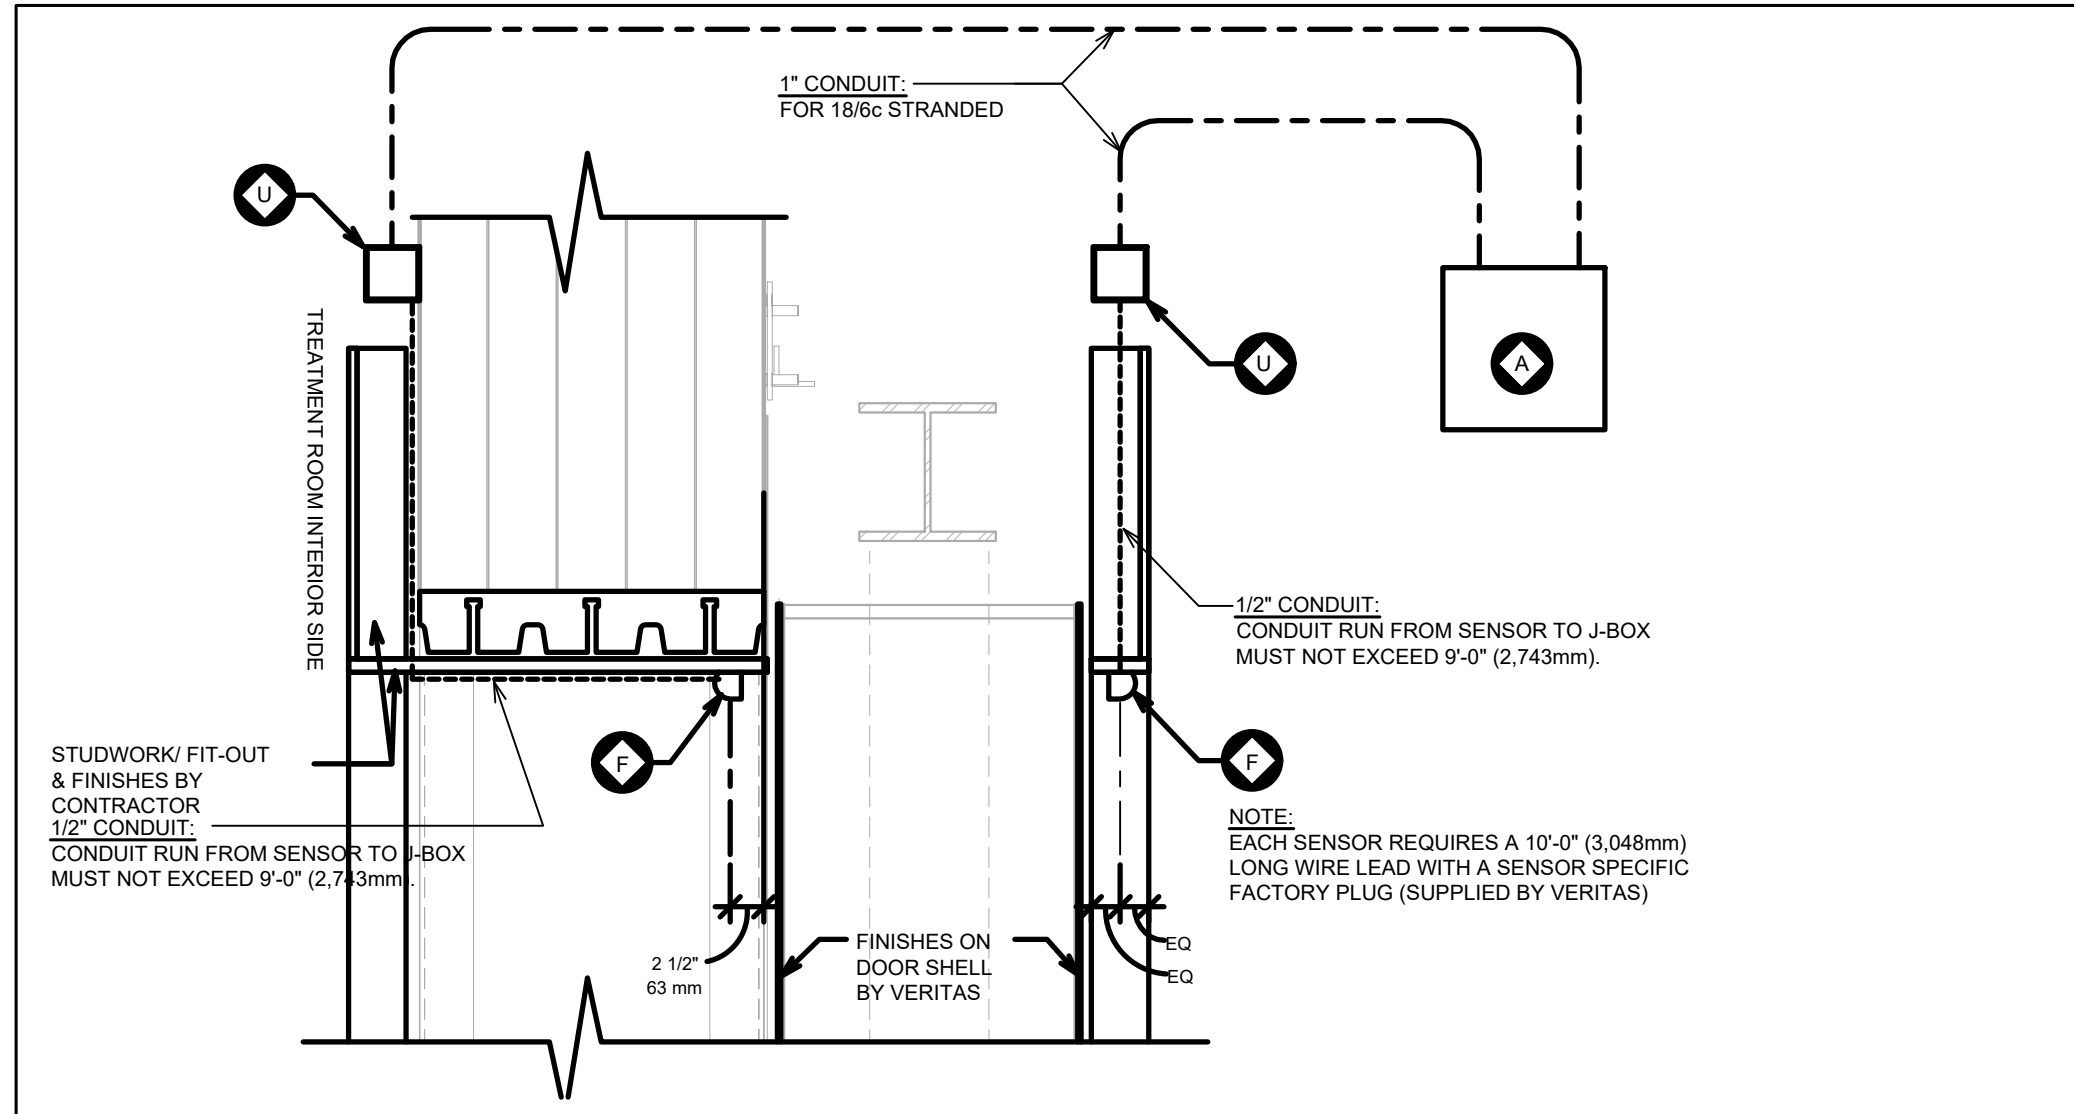 1" CONDUIT:
FOR 18/6c STRANDED
U
TREATMENT ROOM INTERIOR SIDE
U
A
1/2" CONDUIT:
CONDUIT RUN FROM SENSOR TO J-BOX
MUST NOT EXCEED 9'-0" (2,743mm).
STUDWORK/ FIT-OUT
& FINISHES BY
CONTRACTOR
1/2" CONDUIT:
CONDUIT RUN FROM SENSOR TO J-BOX
MUST NOT EXCEED 9'-0" (2,743mm).
F
F
NOTE:
EACH SENSOR REQUIRES A 10'-0" (3,048mm)
LONG WIRE LEAD WITH A SENSOR SPECIFIC
FACTORY PLUG (SUPPLIED BY VERITAS)
2 1/2"
63 mm
FINISHES ON
DOOR SHELL
BY VERITAS
EQ
EQ